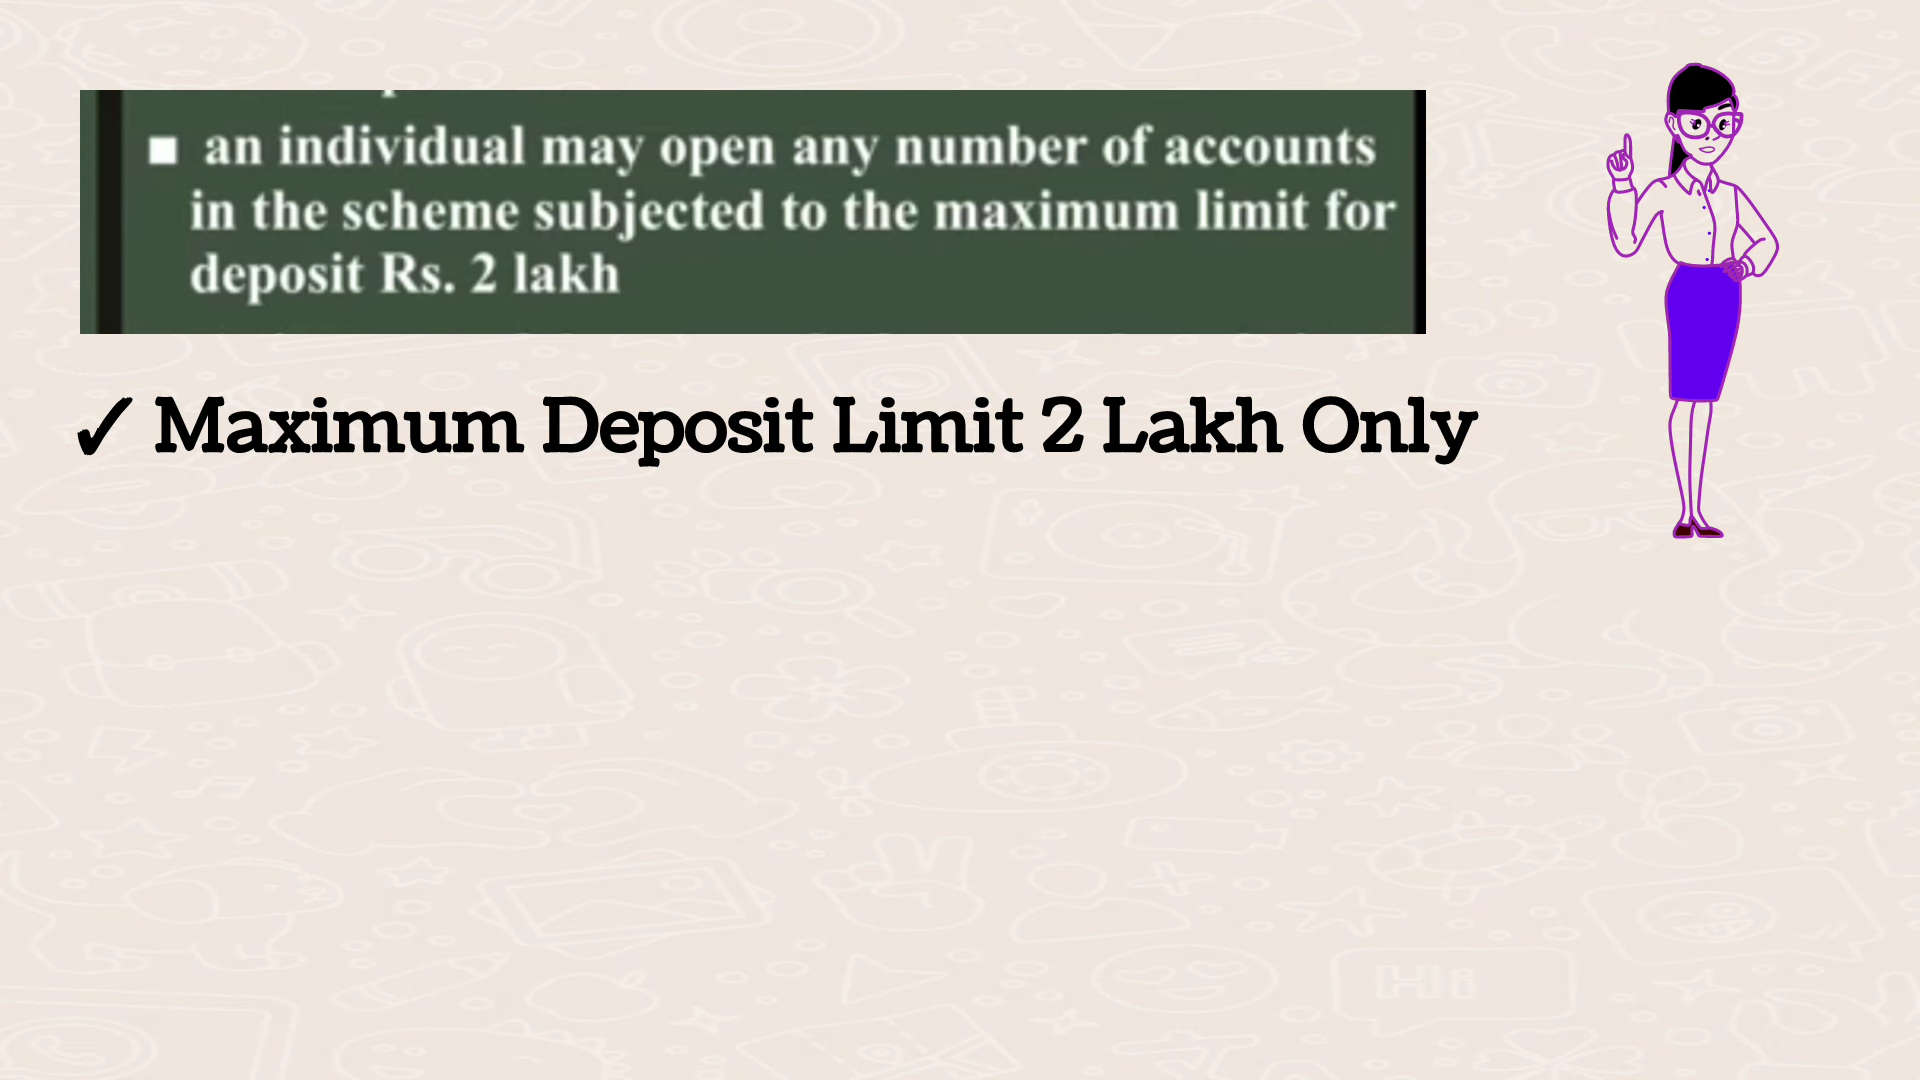 ■ an individual may open any number of accounts
in the scheme subjected to the maximum limit for
deposit Rs. 2 lakh
✓ Maximum Deposit Limit 2 Lakh Only
Hi